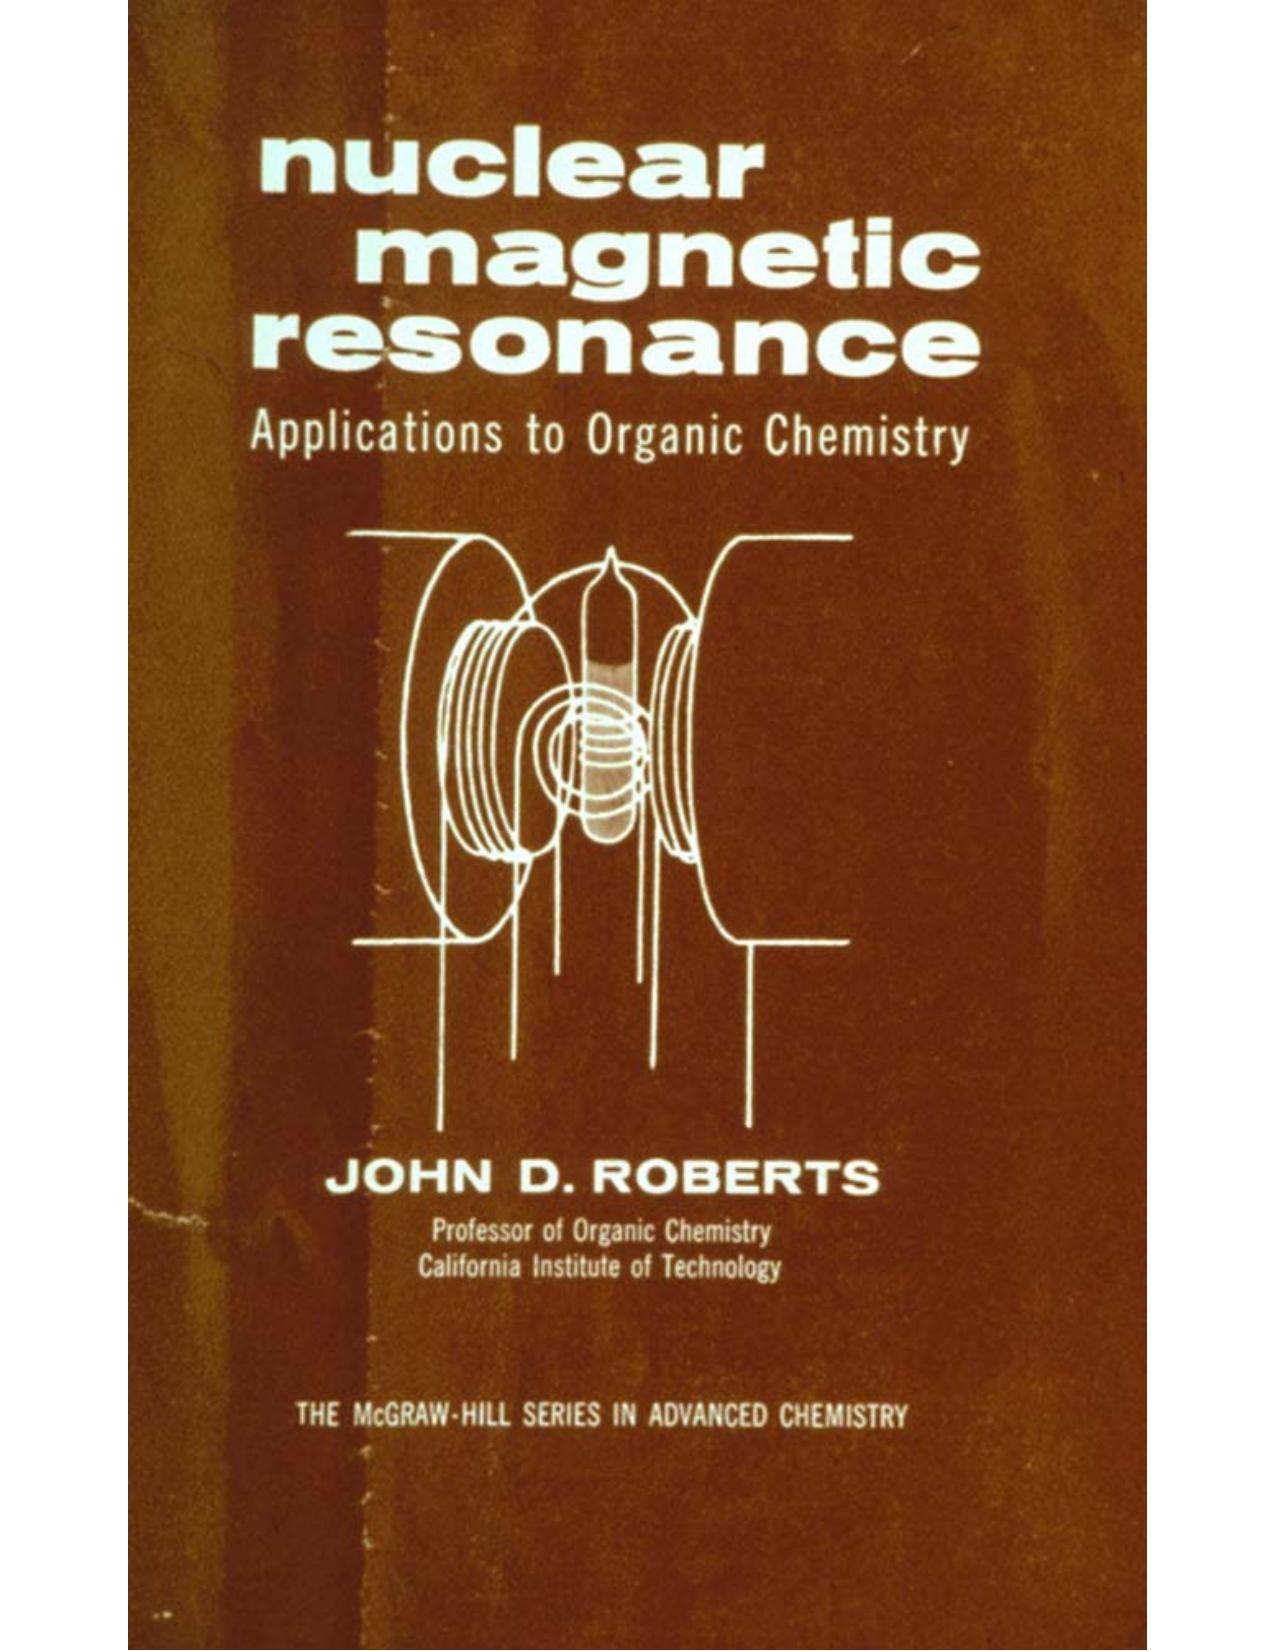 nuclear
magnetic
resonance
Applications to Organic Chemistry
JOHN D. ROBERTS
Professor of Organic Chemistry
California Institute of Technology
THE McGRAW-HILL SERIES IN ADVANCED CHEMISTRY